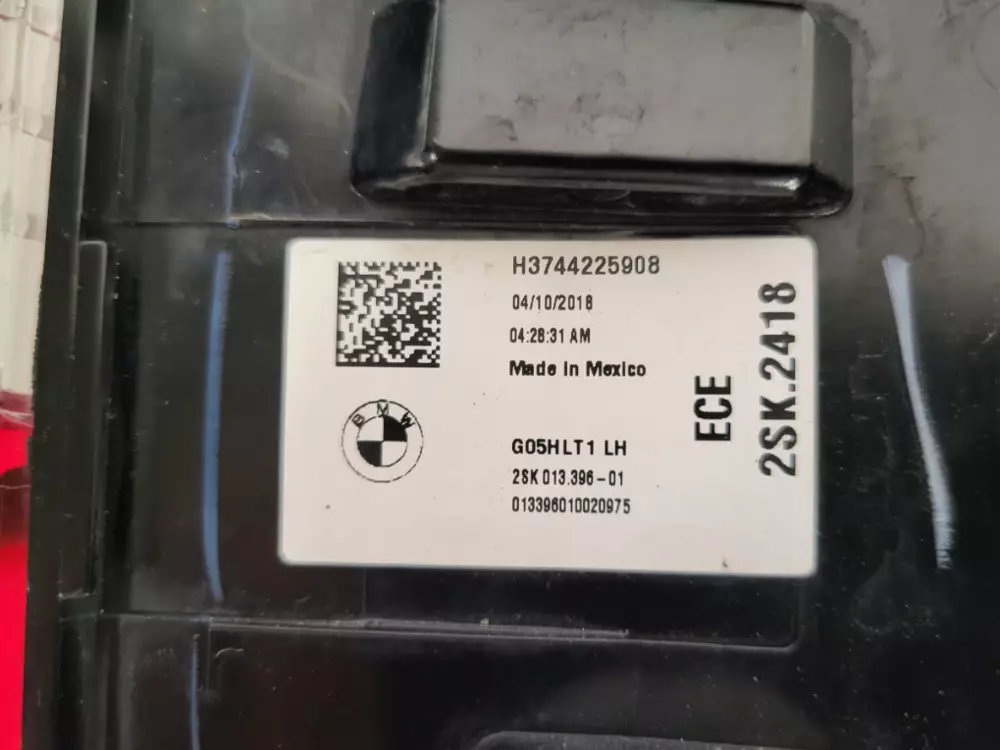 H3744225908
04/10/2018
04:28:31 AM
Made in Mexico
BMW
G05HLT1 LH
2SK 013.396-01
013396010020975
ECE
2SK.2418